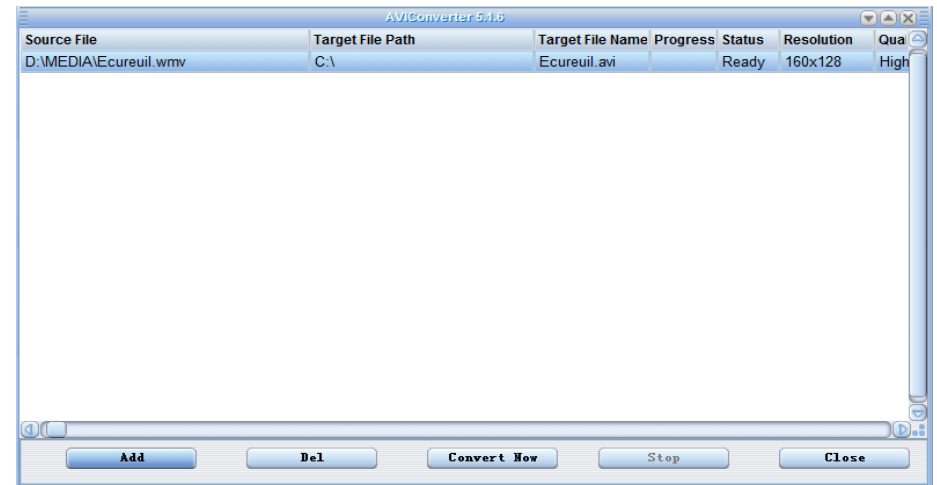 AVIConverter 5.1.6
Source File Target File Path Target File Name Progress Status Resolution Qua
D:\MEDIA\Ecureuil.wmv C:\ Ecureuil.avi Ready 160x128 High
Add Del Convert Now Stop Close